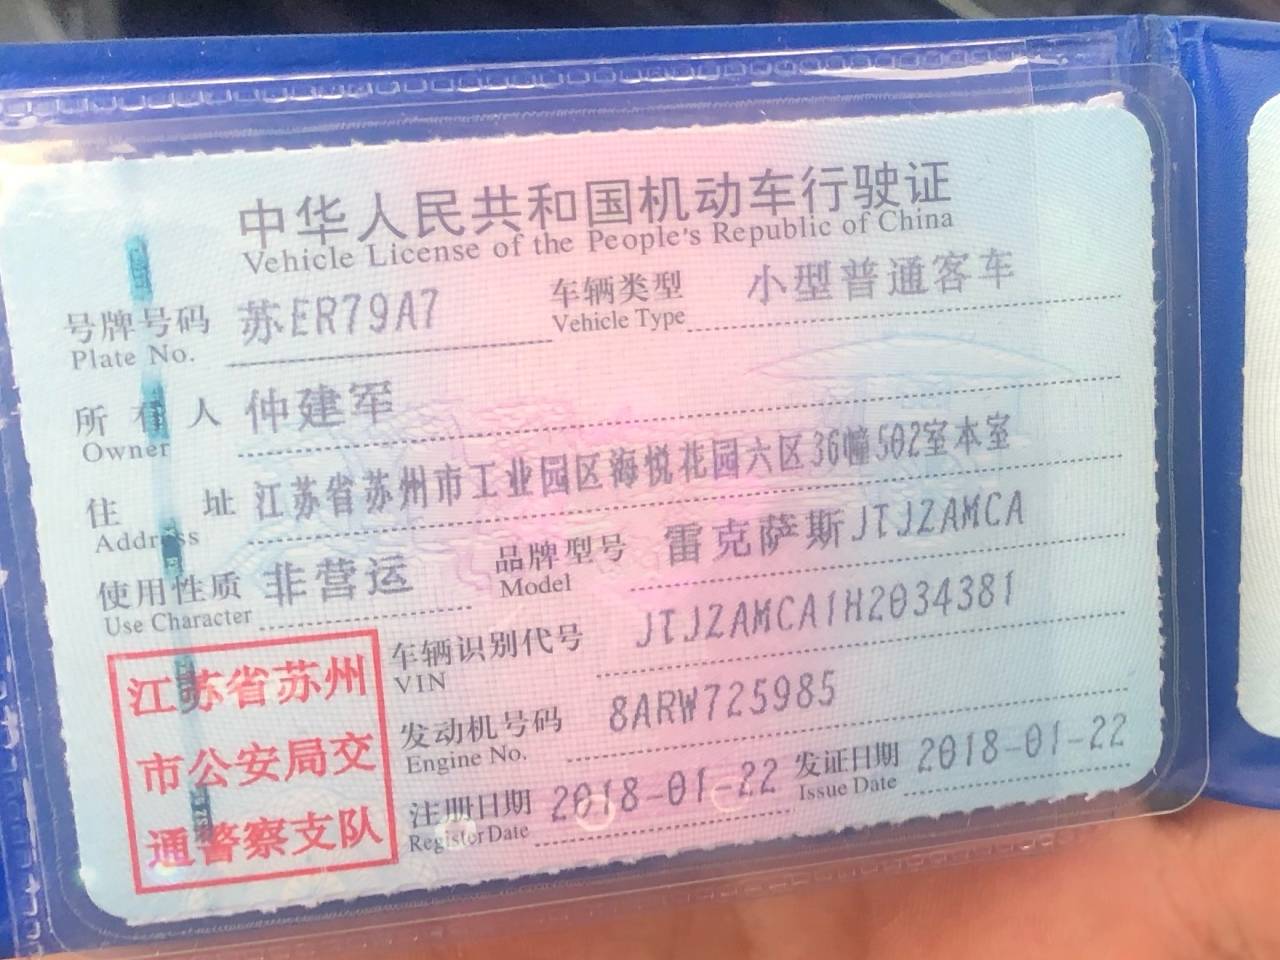 中华人民共和国机动车行驶证
Vehicle License of the People's Republic of China
号牌号码 苏ER79A7 车辆类型 小型普通客车
Plate No. Vehicle Type
所有人 仲建军
Owner
住址 江苏省苏州市工业园区海悦花园六区36幢502室本室
Address
使用性质 非营运 品牌型号 雷克萨斯JTJZAMCA
Use Character Model
车辆识别代号 JTJZAMCA1H2034381
VIN
发动机号码 8ARW725985
Engine No.
注册日期 2018-01-22 发证日期 2018-01-22
Register Date Issue Date
江苏省苏州
市公安局交
通警察支队